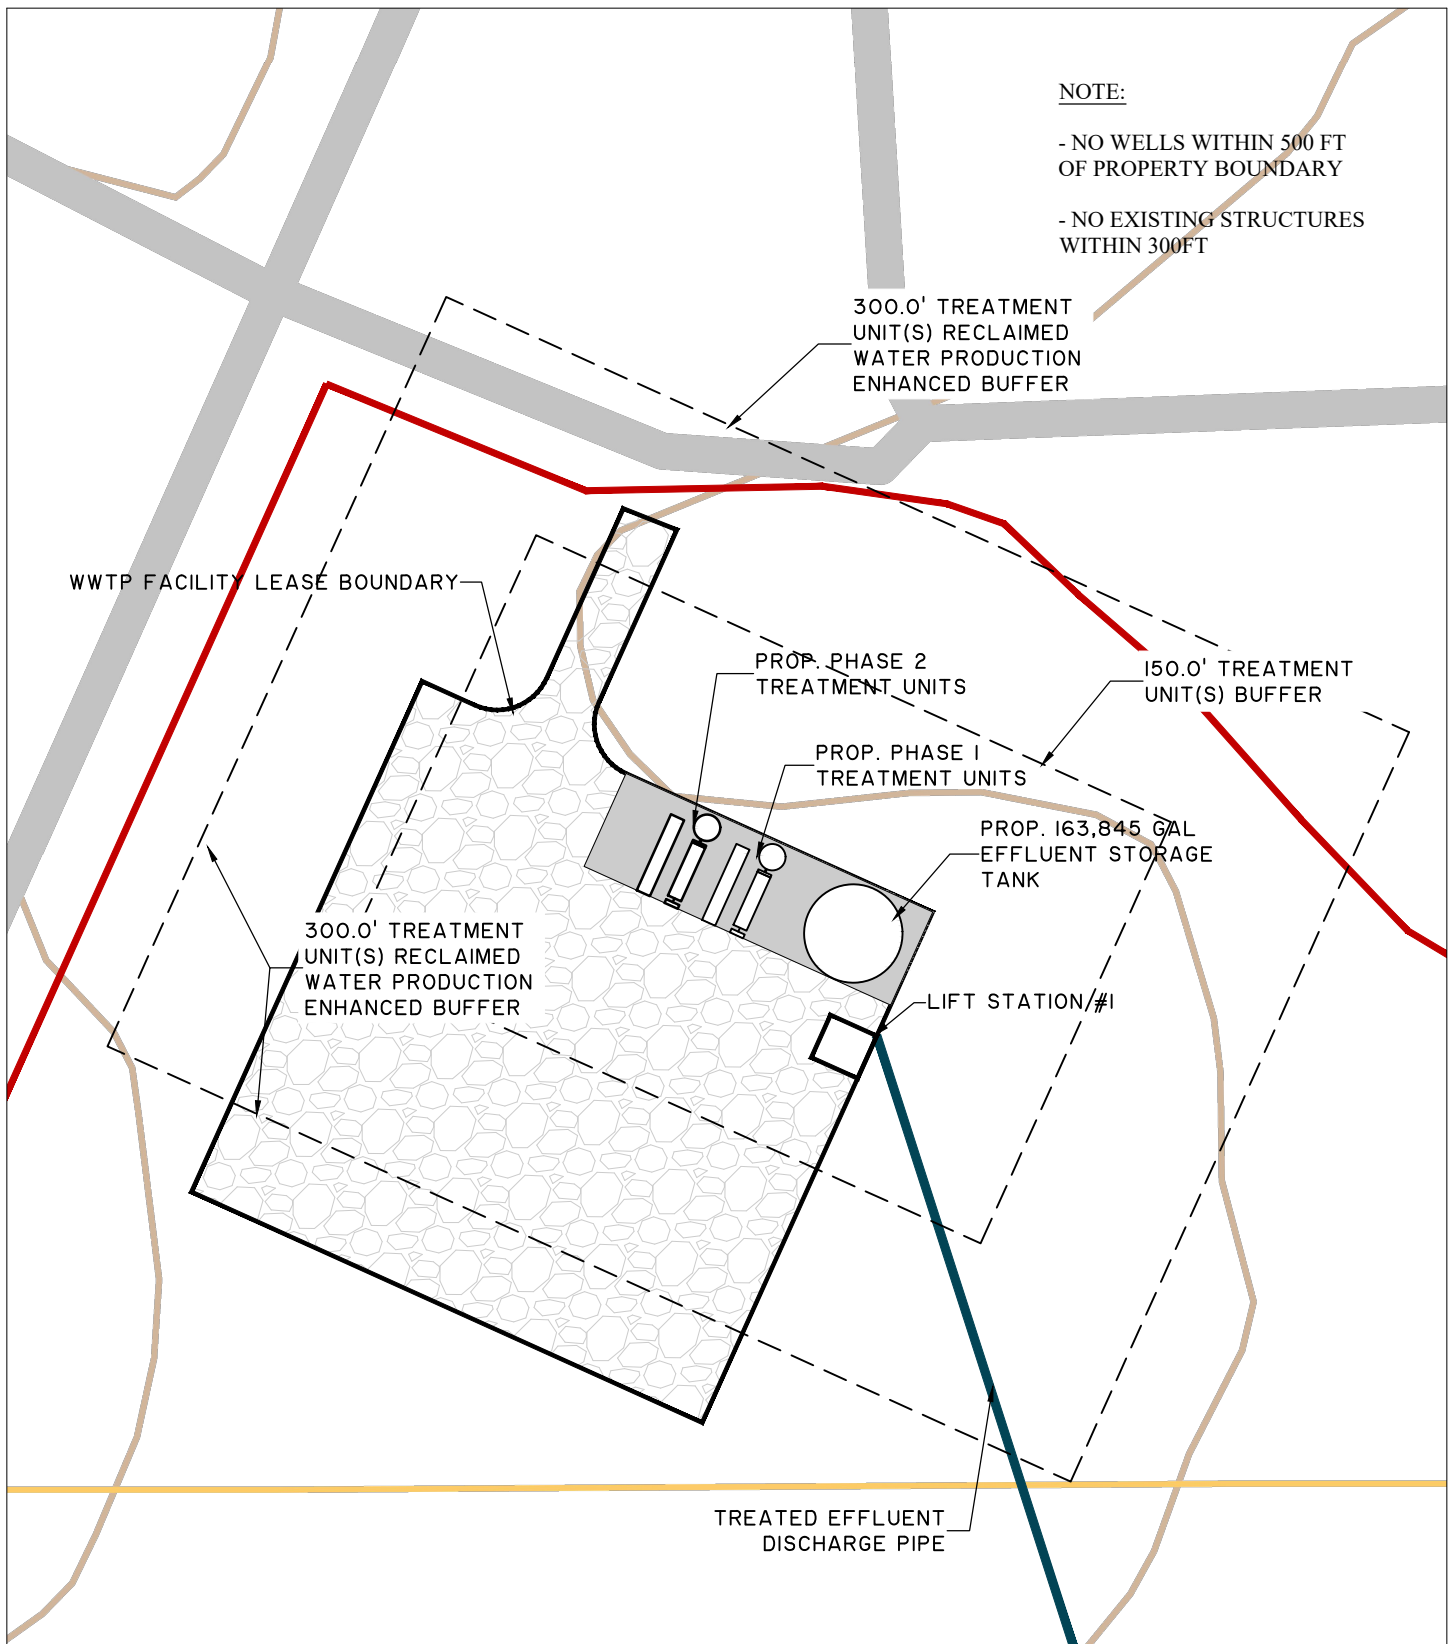 NOTE:
- NO WELLS WITHIN 500 FT
OF PROPERTY BOUNDARY
- NO EXISTING STRUCTURES
WITHIN 300FT
300.0' TREATMENT
UNIT(S) RECLAIMED
WATER PRODUCTION
ENHANCED BUFFER
WWTP FACILITY LEASE BOUNDARY
PROP. PHASE 2
TREATMENT UNITS
150.0' TREATMENT
UNIT(S) BUFFER
PROP. PHASE 1
TREATMENT UNITS
PROP. 163,845 GAL
EFFLUENT STORAGE
TANK
300.0' TREATMENT
UNIT(S) RECLAIMED
WATER PRODUCTION
ENHANCED BUFFER
LIFT STATION #1
TREATED EFFLUENT
DISCHARGE PIPE